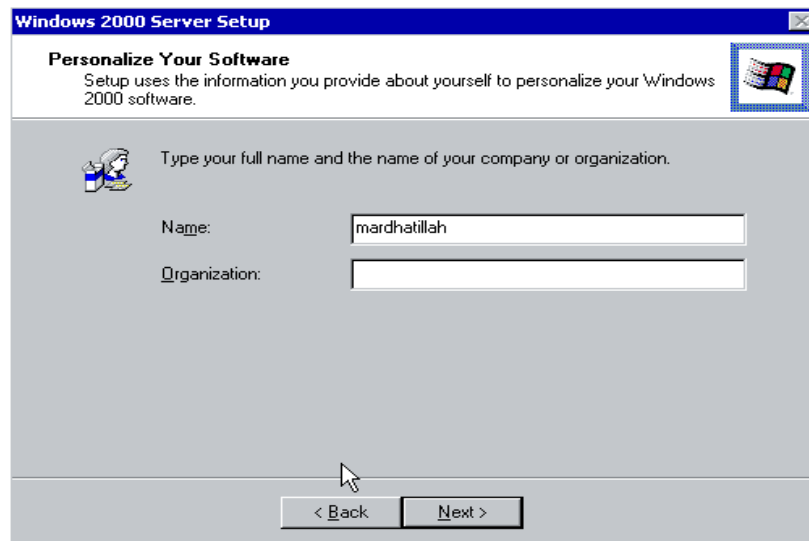 Windows 2000 Server Setup
Personalize Your Software
Setup uses the information you provide about yourself to personalize your Windows
2000 software.
Type your full name and the name of your company or organization.
Name: mardhatillah
Organization:
< Back Next >